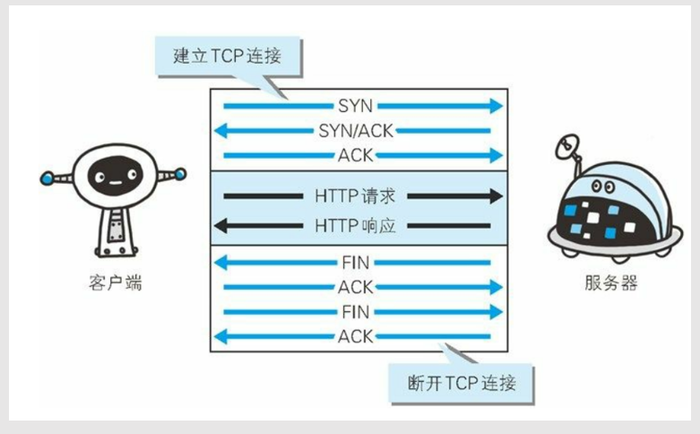 建立TCP连接
SYN
SYN/ACK
ACK
HTTP请求
HTTP响应
客户端
服务器
FIN
ACK
FIN
ACK
断开TCP连接